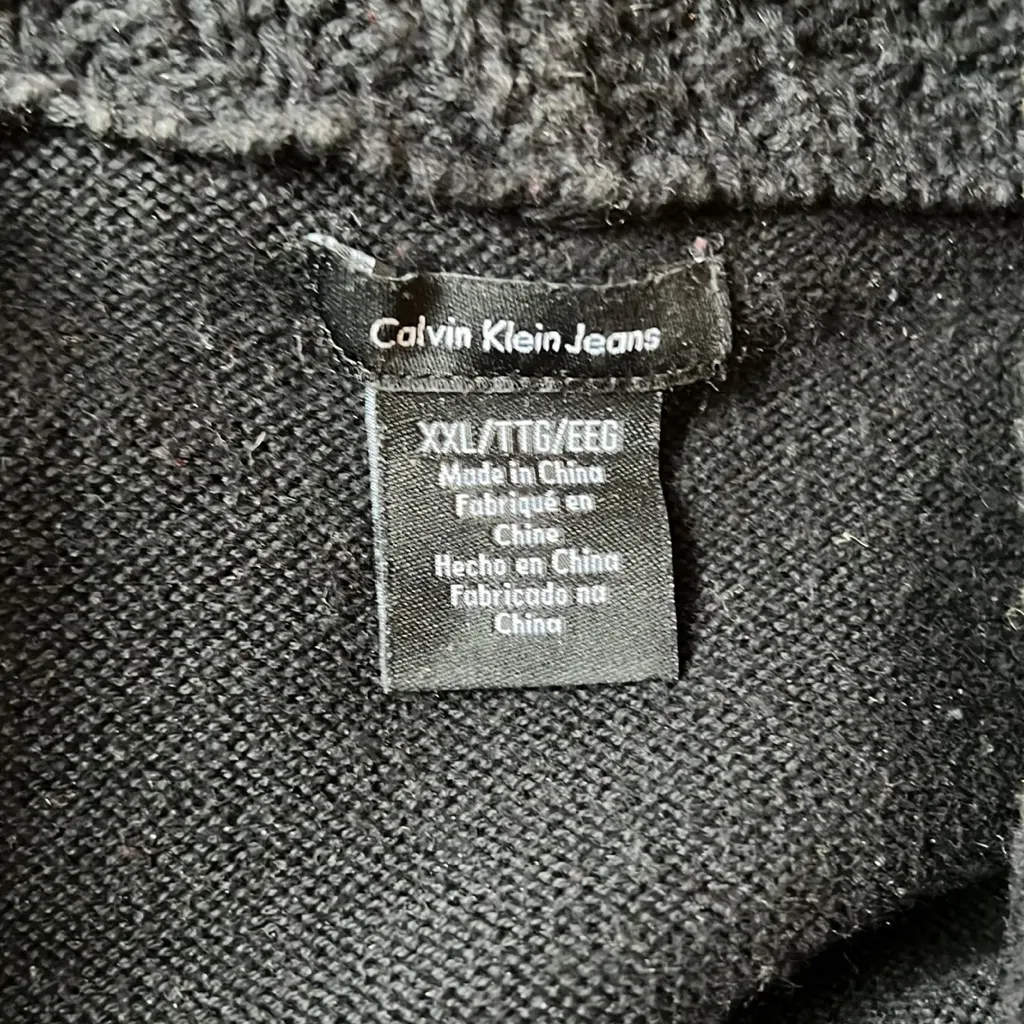 Calvin Klein Jeans
XXL/TTG/EEG
Made in China
Fabriqué en
Chine
Hecho en China
Fabricado na
China